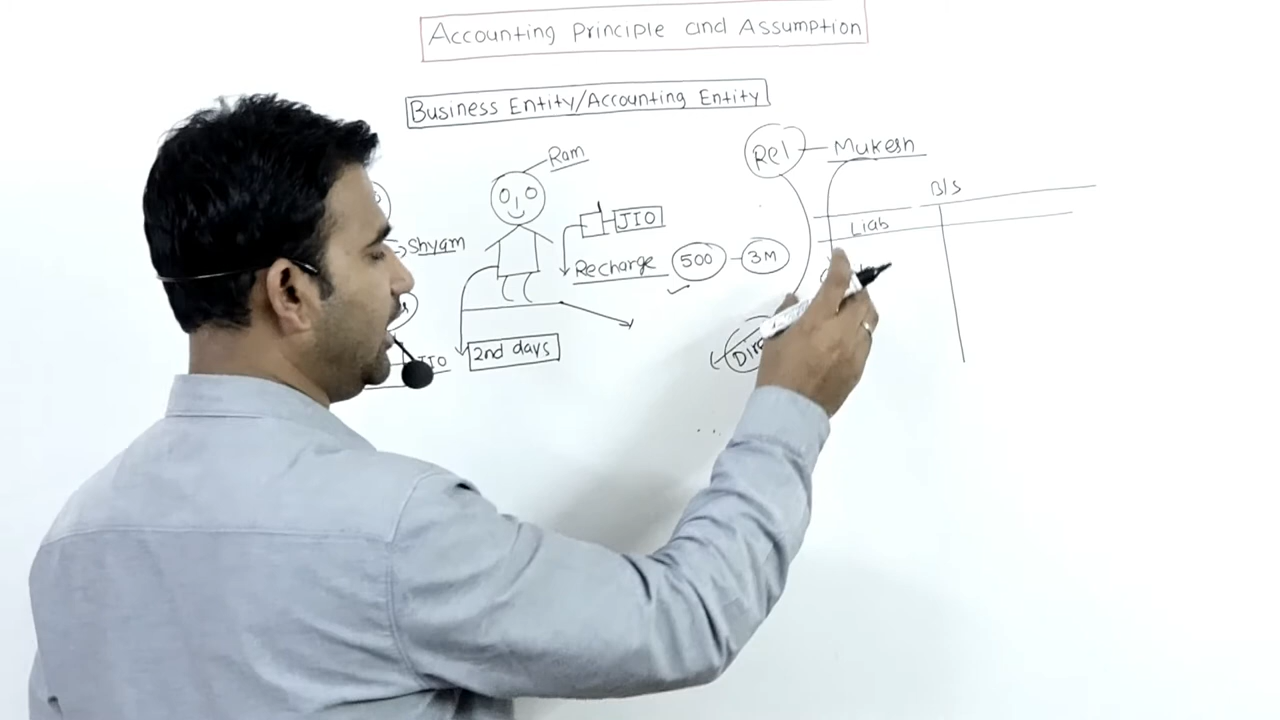 Accounting Principle and Assumption
Business Entity/Accounting Entity
Ram
Rel — Mukesh
B/S
Liab
Shyam
JIO
Recharge 500 - 3M
2nd days
JIO